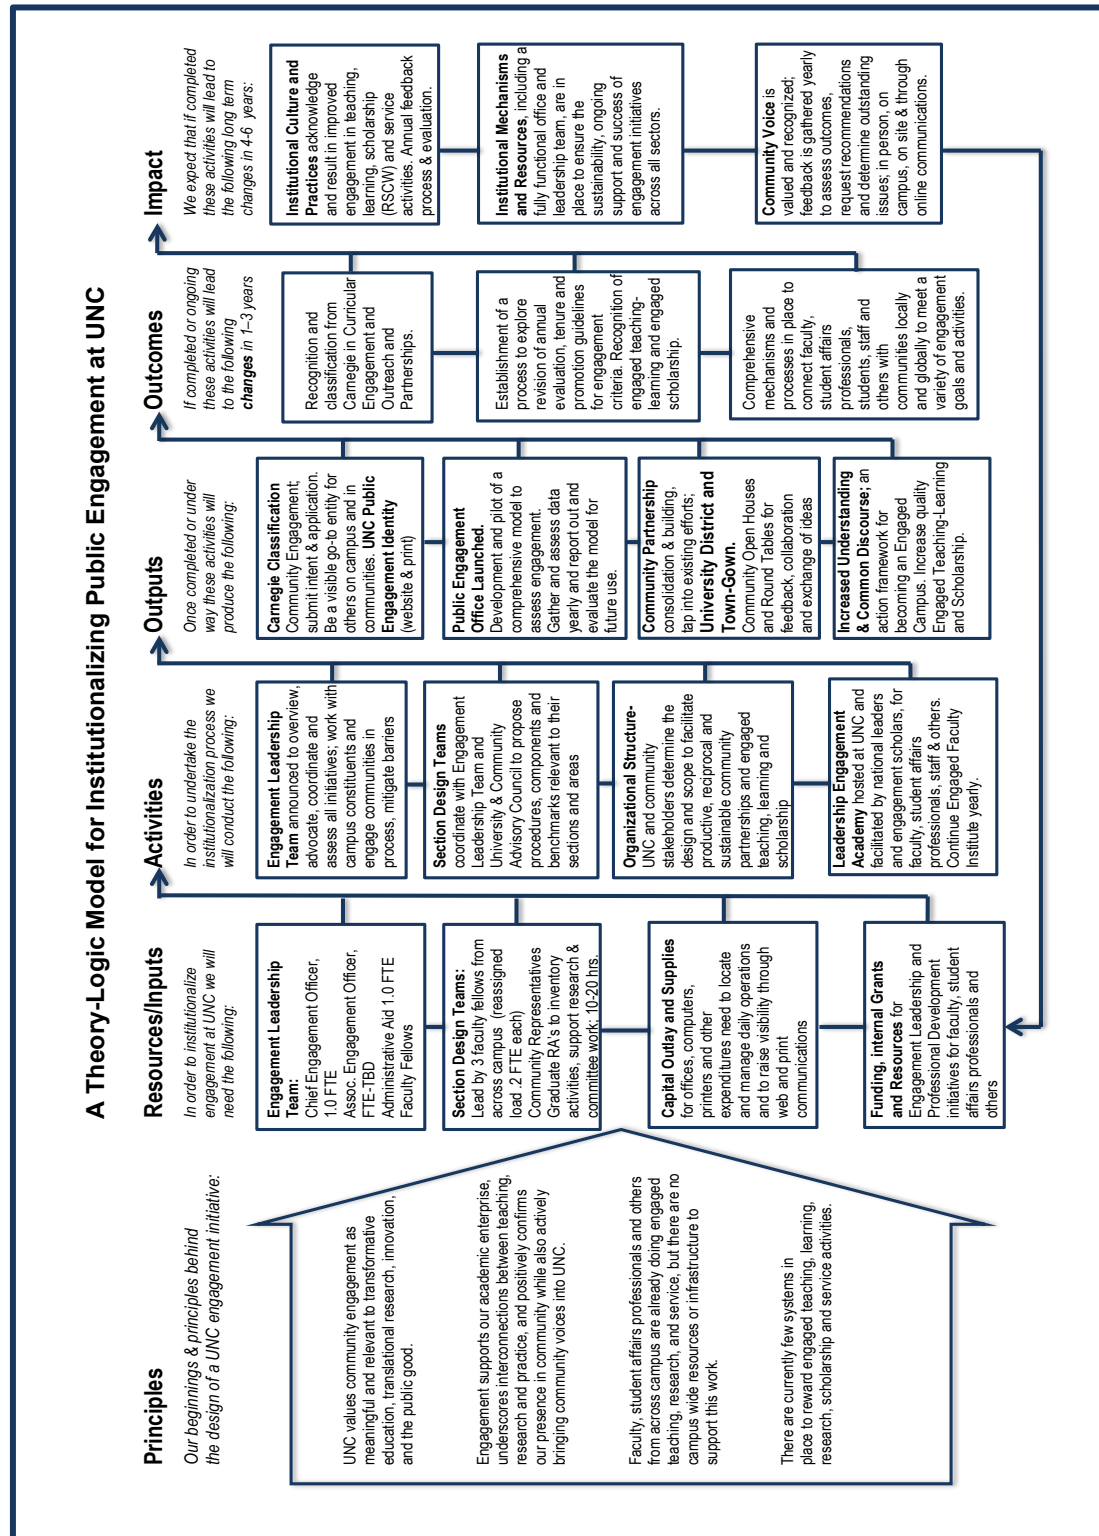 A Theory-Logic Model for Institutionalizing Public Engagement at UNC
Principles
Our beginnings & principles behind
the design of a UNC engagement initiative:
UNC values community engagement as
meaningful and relevant to transformative
education, translational research, innovation,
and the public good.
Engagement supports our academic enterprise,
underscores interconnections between teaching,
research and practice, and positively confirms
our presence in community while also actively
bringing community voices into UNC.
Faculty, student affairs professionals and others
from across campus are already doing engaged
teaching, research, and service, but there are no
campus wide resources or infrastructure to
support this work.
There are currently few systems in
place to reward engaged teaching, learning,
research, scholarship and service activities.
Resources/Inputs
In order to institutionalize
engagement at UNC we will
need the following:
Engagement Leadership
Team:
Chief Engagement Officer,
1.0 FTE
Assoc. Engagement Officer,
FTE-TBD
Administrative Aid 1.0 FTE
Faculty Fellows
Section Design Teams:
Lead by 3 faculty fellows from
across campus (reassigned
load .2 FTE each)
Community Representatives
Graduate RA's to inventory
activities, support research &
committee work; 10-20 hrs.
Capital Outlay and Supplies
for offices, computers,
printers and other
expenditures need to locate
and manage daily operations
and to raise visibility through
web and print
communications
Funding, internal Grants
and Resources for
Engagement Leadership and
Professional Development
initiatives for faculty, student
affairs professionals and
others
Activities
In order to undertake the
institutionalization process we
will conduct the following:
Engagement Leadership
Team announced to overview,
advocate, coordinate and
assess all initiatives; work with
campus constituents and
engage communities in
process, mitigate barriers
Section Design Teams
coordinate with Engagement
Leadership Team and
University & Community
Advisory Council to propose
procedures, components and
benchmarks relevant to their
sections and areas
Organizational Structure-
UNC and community
stakeholders determine the
design and scope to facilitate
productive, reciprocal and
sustainable community
partnerships and engaged
teaching, learning and
scholarship
Leadership Engagement
Academy hosted at UNC and
facilitated by national leaders
and engagement scholars, for
faculty, student affairs
professionals, staff & others.
Continue Engaged Faculty
Institute yearly.
Outputs
Once completed or under
way these activities will
produce the following:
Carnegie Classification
Community Engagement;
submit intent & application.
Be a visible go-to entity for
others on campus and in
communities. UNC Public
Engagement Identity
(website & print)
Public Engagement
Office Launched.
Development and pilot of a
comprehensive model to
assess engagement.
Gather and assess data
yearly and report out and
evaluate the model for
future use.
Community Partnership
consolidation & building,
tap into existing efforts;
University District and
Town-Gown.
Community Open Houses
and Round Tables for
feedback, collaboration
and exchange of ideas
Increased Understanding
& Common Discourse; an
action framework for
becoming an Engaged
Campus. Increase quality
Engaged Teaching-Learning
and Scholarship.
Outcomes
If completed or ongoing
these activities will lead
to the following
changes in 1–3 years
Recognition and
classification from
Carnegie in Curricular
Engagement and
Outreach and
Partnerships.
Establishment of a
process to explore
revision of annual
evaluation, tenure and
promotion guidelines
for engagement
criteria. Recognition of
engaged teaching-
learning and engaged
scholarship.
Comprehensive
mechanisms and
processes in place to
connect faculty,
student affairs
professionals,
students, staff and
others with
communities locally
and globally to meet a
variety of engagement
goals and activities.
Impact
We expect that if completed
these activities will lead to
the following long term
changes in 4-6 years:
Institutional Culture and
Practices acknowledge
and result in improved
engagement in teaching,
learning, scholarship
(RSCW) and service
activities. Annual feedback
process & evaluation.
Institutional Mechanisms
and Resources, including a
fully functional office and
leadership team, are in
place to ensure the
sustainability, ongoing
support and success of
engagement initiatives
across all sectors.
Community Voice is
valued and recognized;
feedback is gathered yearly
to assess outcomes,
request recommendations
and determine outstanding
issues; in person, on
campus, on site & through
online communications.